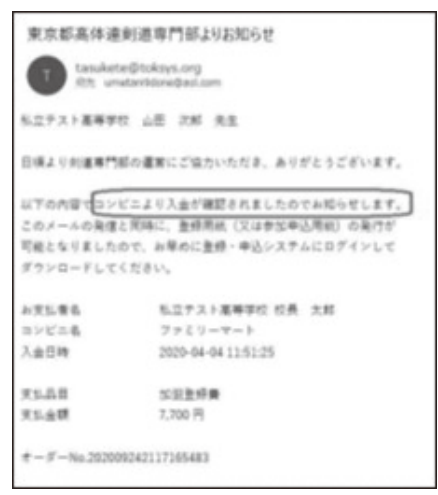 東京都高体連剣道専門部よりお知らせ
T
tasukete@toksys.org
宛先
私立テスト高等学校 山田 次郎 先生
日頃より剣道専門部の運営にご協力いただき、ありがとうございます。
以下の内容でコンビニより入金が確認されましたのでお知らせします。
このメールの発信と同時に、登録用紙（又は参加申込用紙）の発行が
可能となりましたので、お早めに登録・申込システムにログインして
ダウンロードしてください。
お支払者名 私立テスト高等学校 校長 太郎
コンビニ名 ファミリーマート
入金日時 2020-04-04 11:51:25
支払品目 加盟登録費
支払金額 7,700 円
オーダーNo.202009242117165483